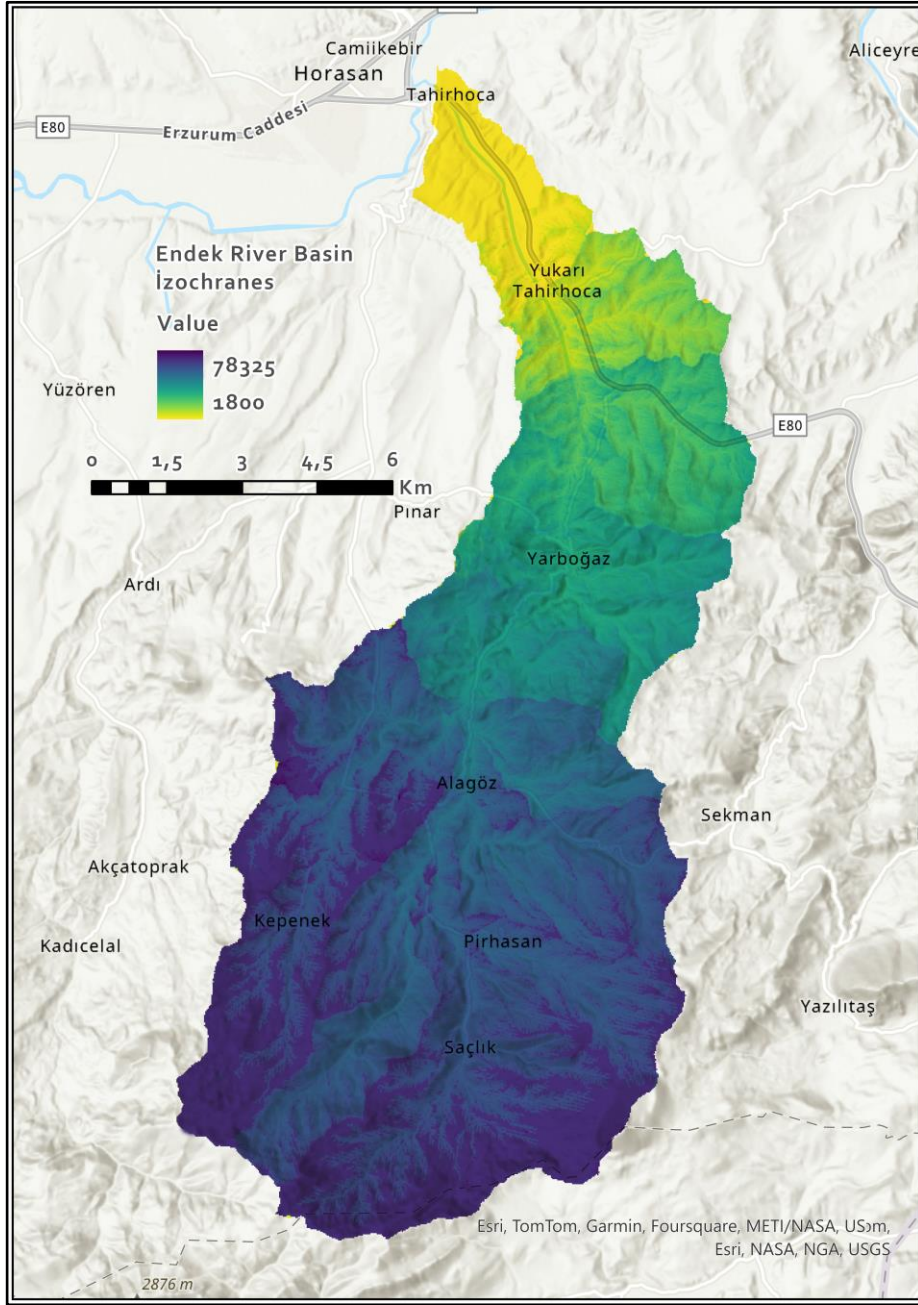 Camiikebir
Horasan
Aliceyre
Tahirhoca
E80
Erzurum Caddesi
Endek River Basin
İzochranes
Yukarı
Tahirhoca
Value
78325
1800
Yüzören
E80
0 1,5 3 4,5 6
Km
Pınar
Yarboğaz
Ardı
Alagöz
Sekman
Akçatoprak
Kepenek
Pirhasan
Kadıcelal
Yazılıtaş
Saçlık
Esri, TomTom, Garmin, Foursquare, METI/NASA,
Esri, NASA, NGA, USGS
2876 m